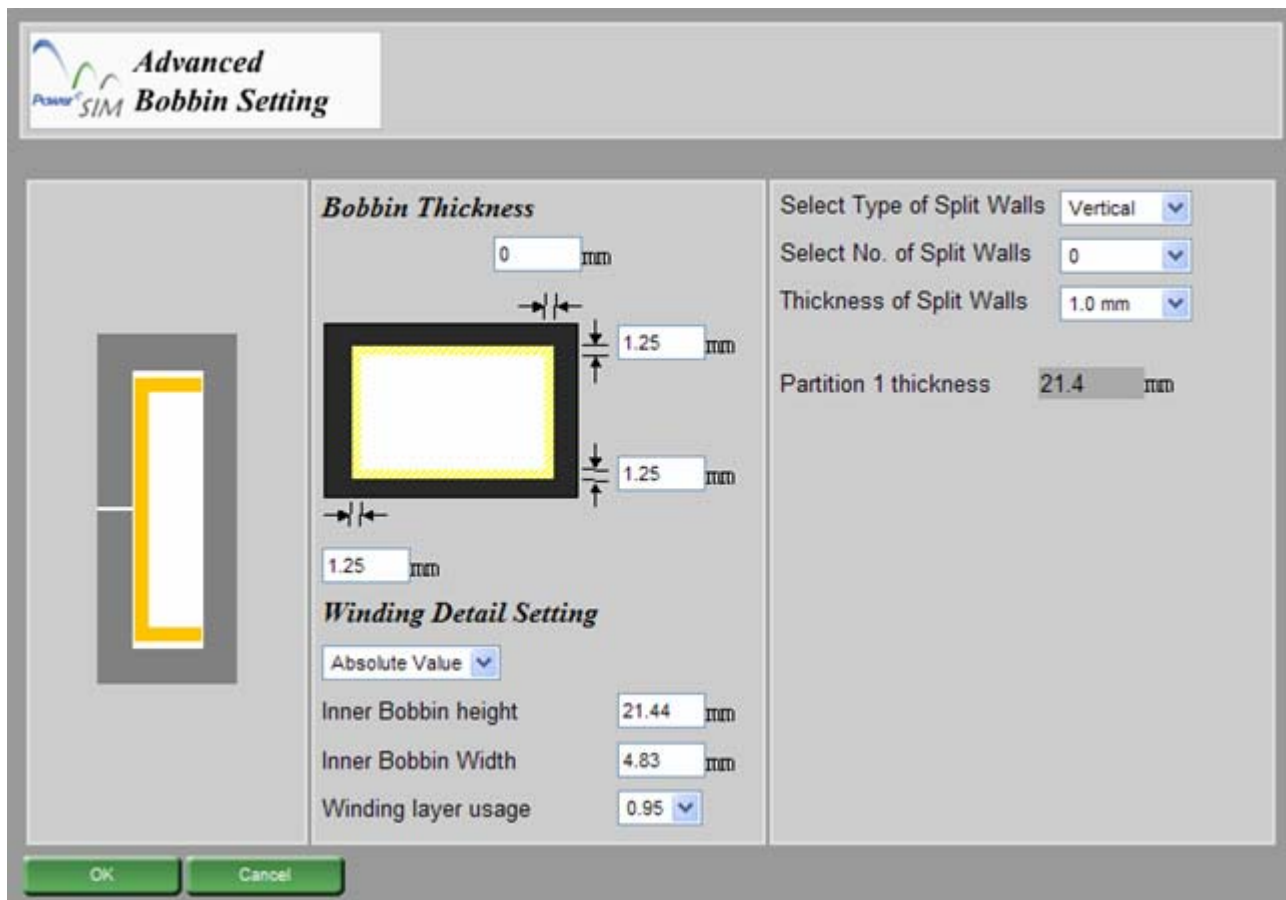 Advanced
Bobbin Setting
Power SIM
Bobbin Thickness
0 mm
1.25 mm
1.25 mm
1.25 mm
Winding Detail Setting
Absolute Value
Inner Bobbin height 21.44 mm
Inner Bobbin Width 4.83 mm
Winding layer usage 0.95
Select Type of Split Walls Vertical
Select No. of Split Walls 0
Thickness of Split Walls 1.0 mm
Partition 1 thickness 21.4 mm
OK Cancel